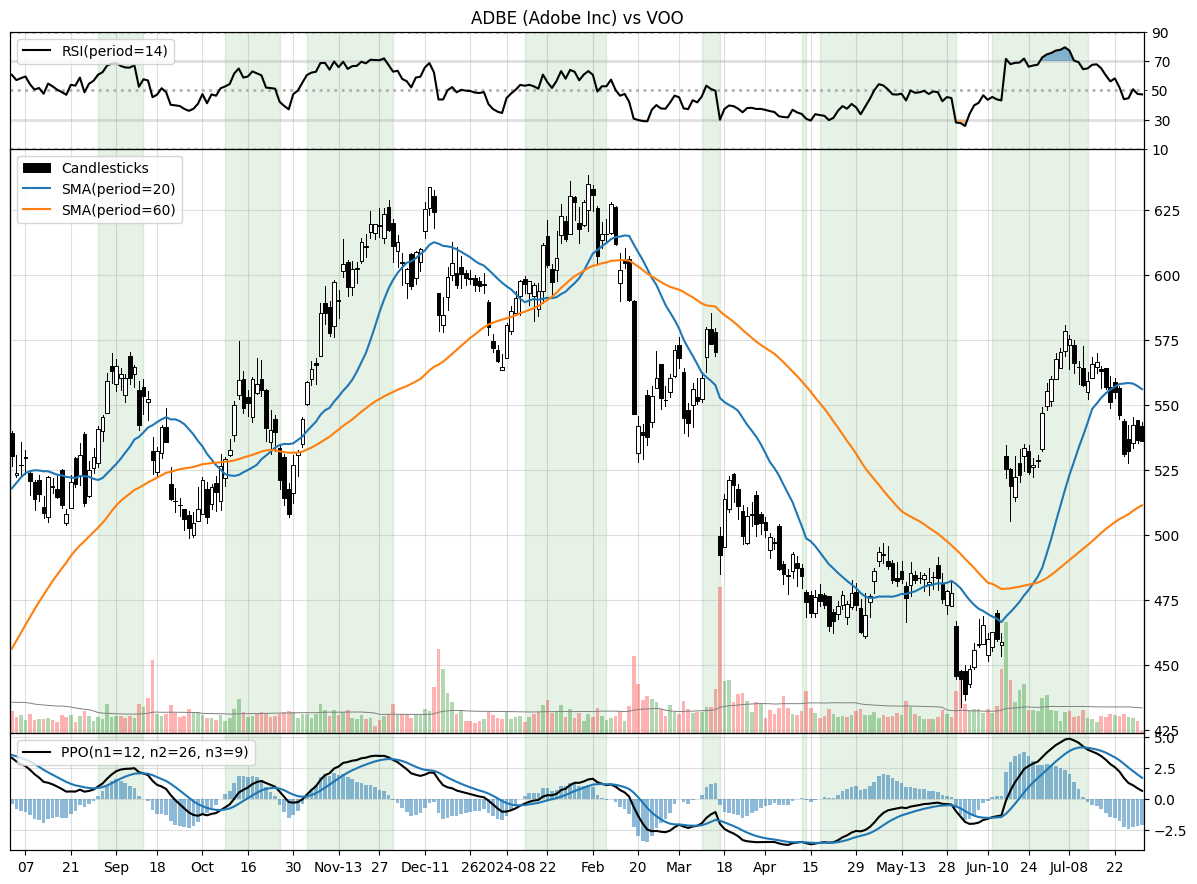 ADBE (Adobe Inc) vs VOO
RSI(period=14)
90
70
50
30
10
Candlesticks
SMA(period=20)
SMA(period=60)
625
600
575
550
525
500
475
450
425
PPO(n1=12, n2=26, n3=9)
5.0
2.5
0.0
−2.5
07 21 Sep 18 Oct 16 30 Nov-13 27 Dec-11 26 2024-08 22 Feb 20 Mar 18 Apr 15 29 May-13 28 Jun-10 24 Jul-08 22